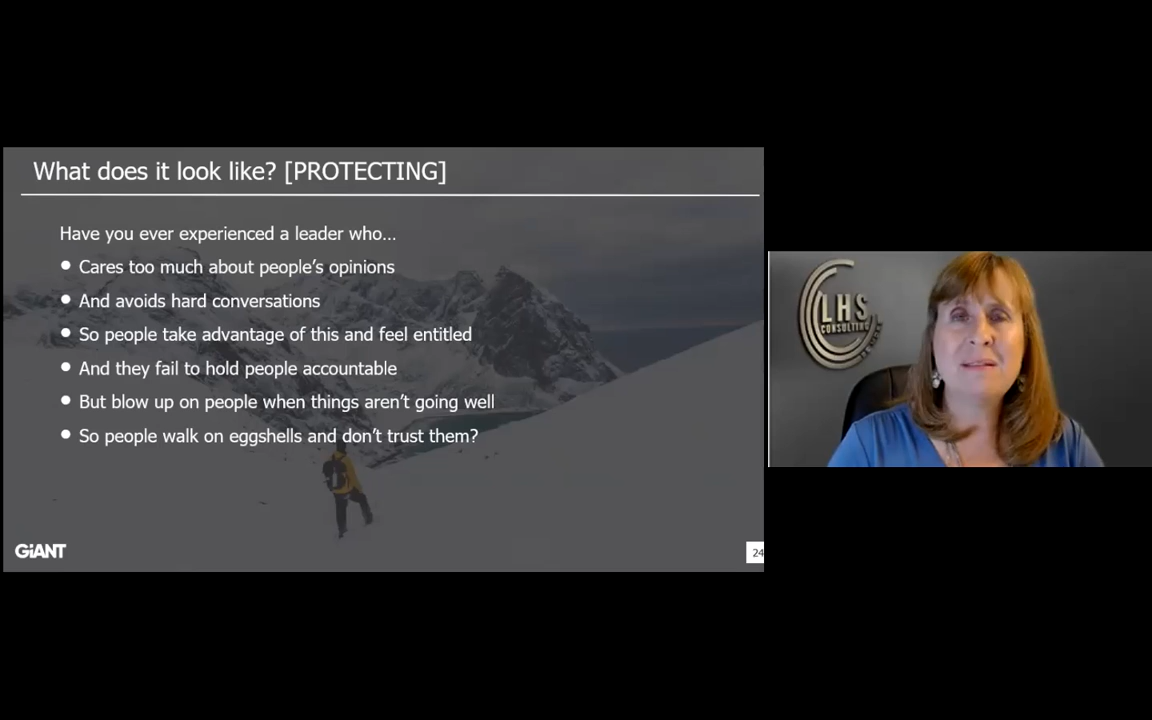 What does it look like? [PROTECTING]
Have you ever experienced a leader who...
• Cares too much about people's opinions
• And avoids hard conversations
• So people take advantage of this and feel entitled
• And they fail to hold people accountable
• But blow up on people when things aren't going well
• So people walk on eggshells and don't trust them?
GiANT
24
LHS
CONSULTING